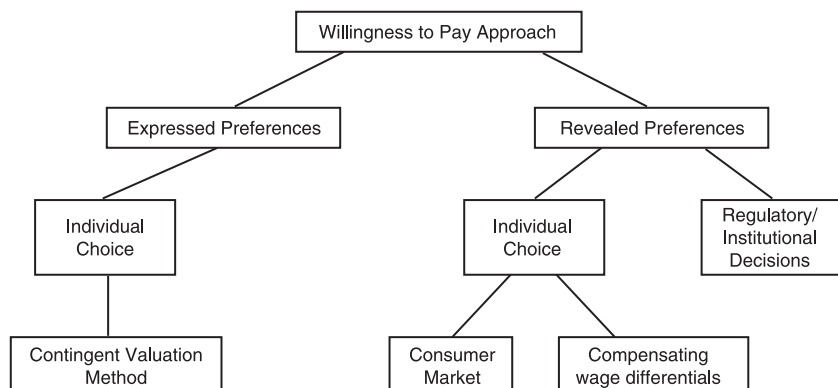 Willingness to Pay Approach
Expressed Preferences
Revealed Preferences
Individual
Choice
Individual
Choice
Regulatory/
Institutional
Decisions
Contingent Valuation
Method
Consumer
Market
Compensating
wage differentials